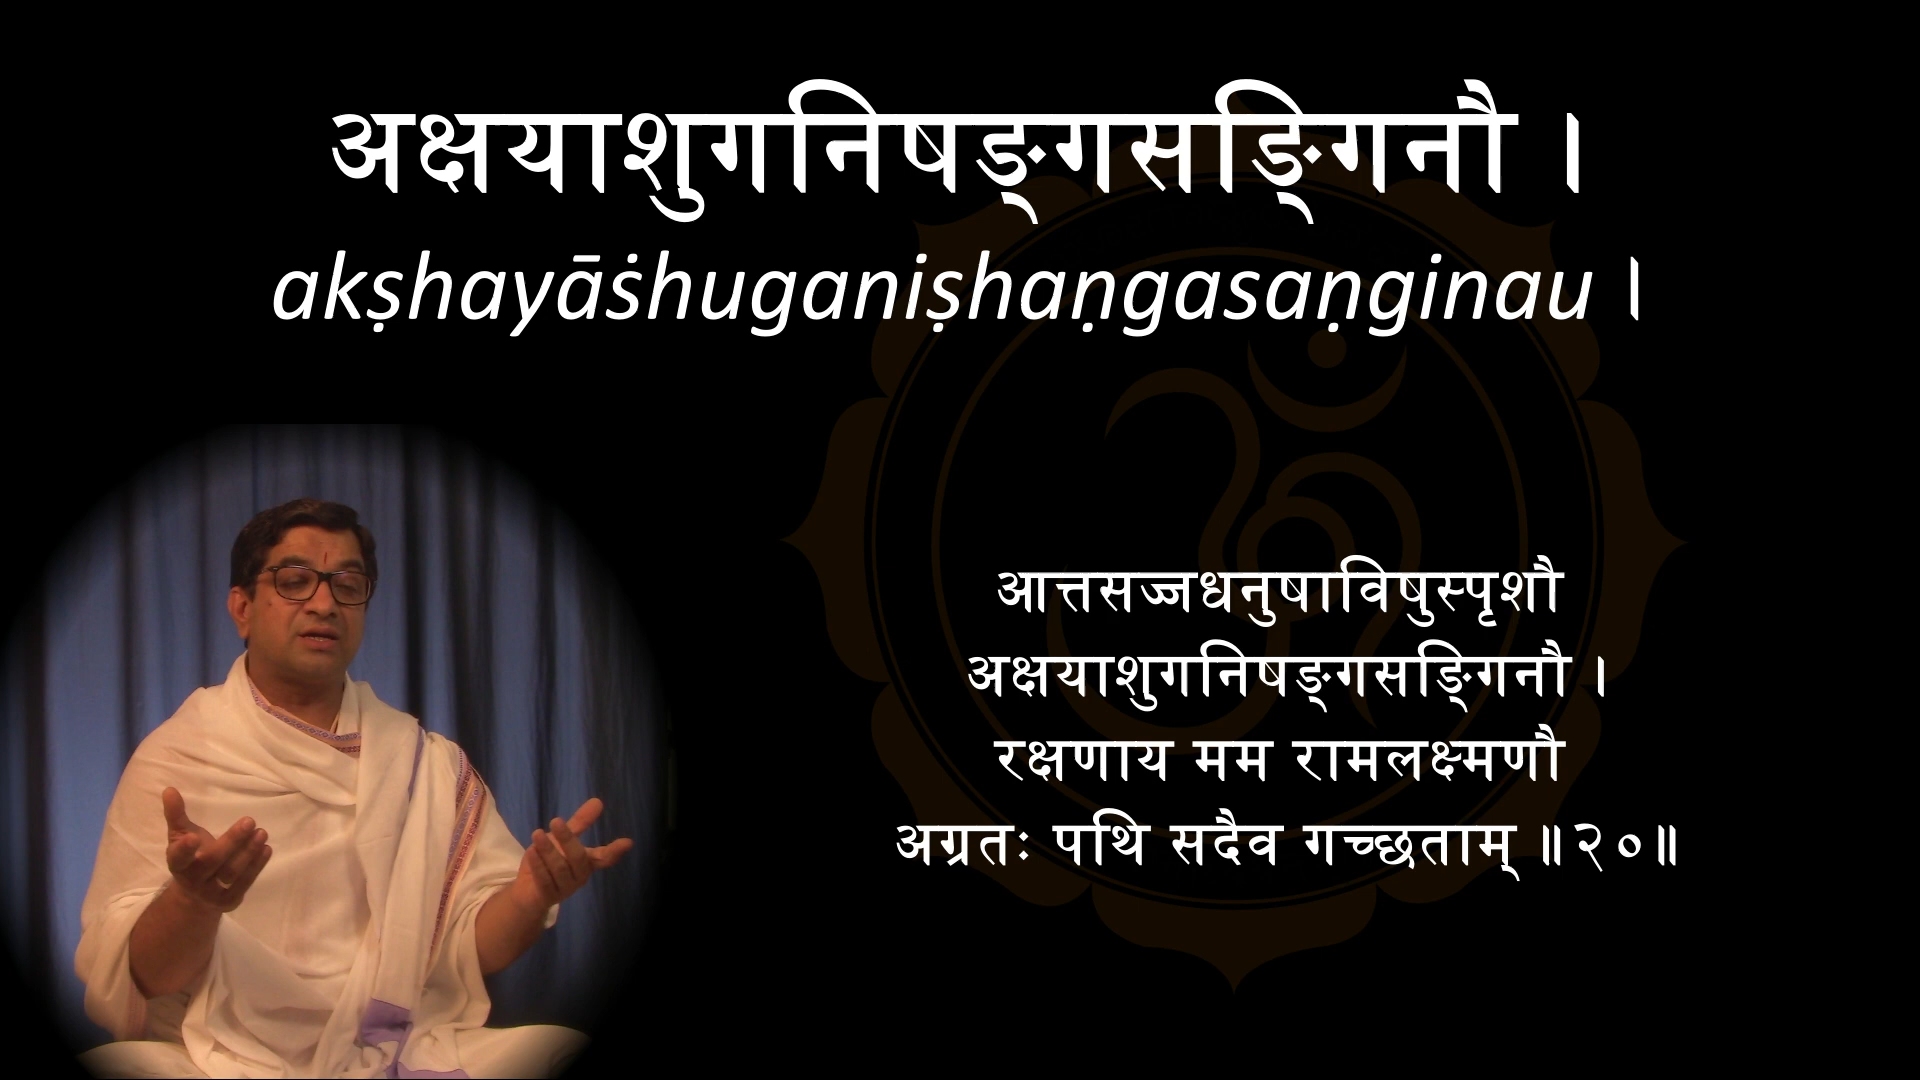 अक्षयाशुगनिषङ्गसङ्गिनौ ।
akṣhayāṡhuganiṣhaṇgasaṇginau ।
आत्तसज्जधनुषाविषुस्पृशौ
अक्षयाशुगनिषङ्गसङ्गिनौ ।
रक्षणाय मम रामलक्ष्मणौ
अग्रतः पथि सदैव गच्छताम् ॥२०॥